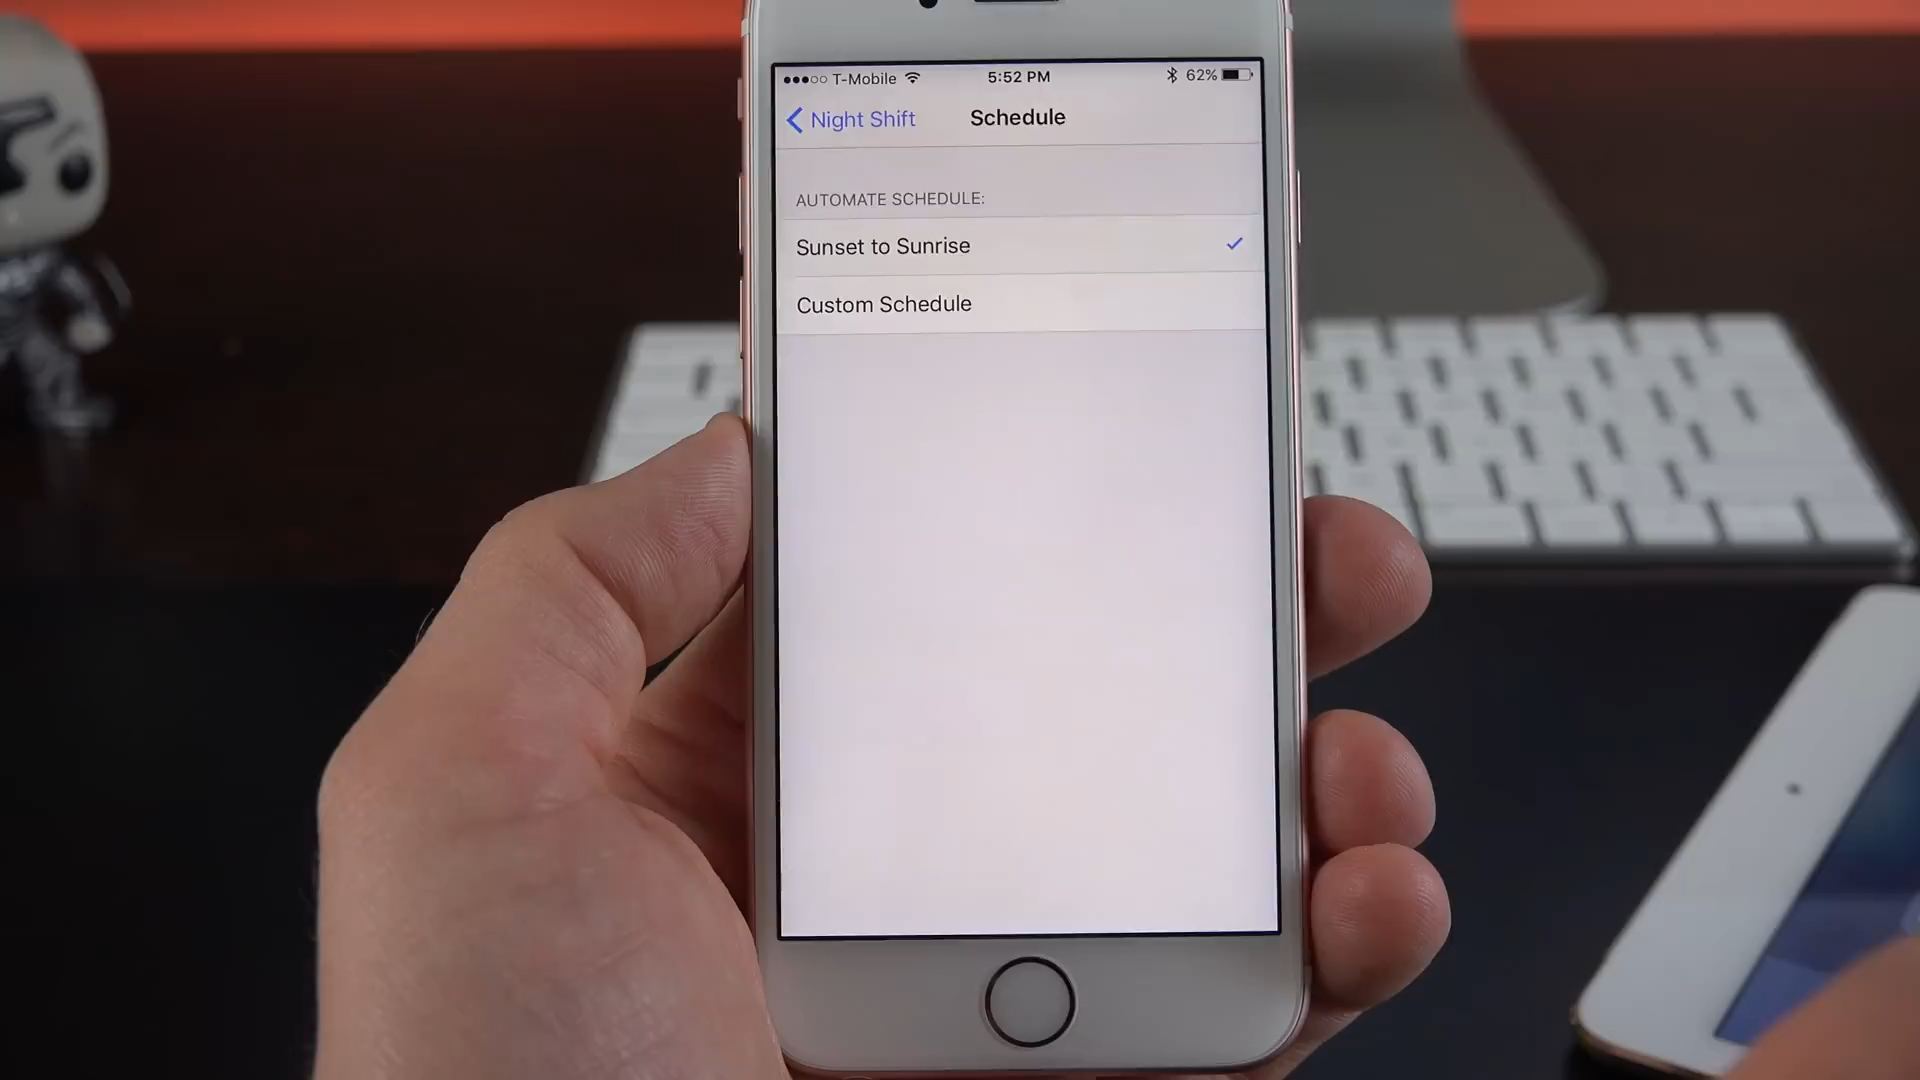 T-Mobile 5:52 PM 62%
Night Shift Schedule
AUTOMATE SCHEDULE:
Sunset to Sunrise
Custom Schedule